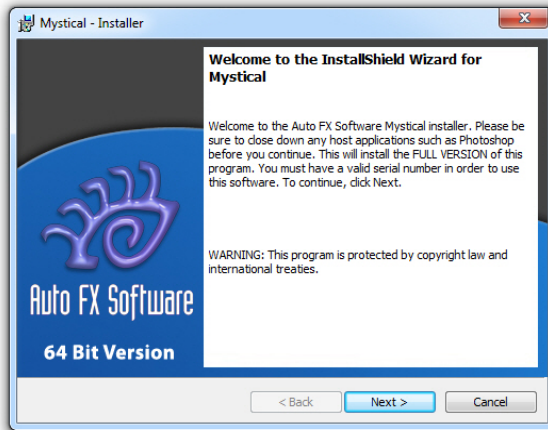 Mystical - Installer
Welcome to the InstallShield Wizard for
Mystical
Welcome to the Auto FX Software Mystical installer. Please be
sure to close down any host applications such as Photoshop
before you continue. This will install the FULL VERSION of this
program. You must have a valid serial number in order to use
this software. To continue, click Next.
WARNING: This program is protected by copyright law and
international treaties.
Auto FX Software
64 Bit Version
< Back
Next >
Cancel